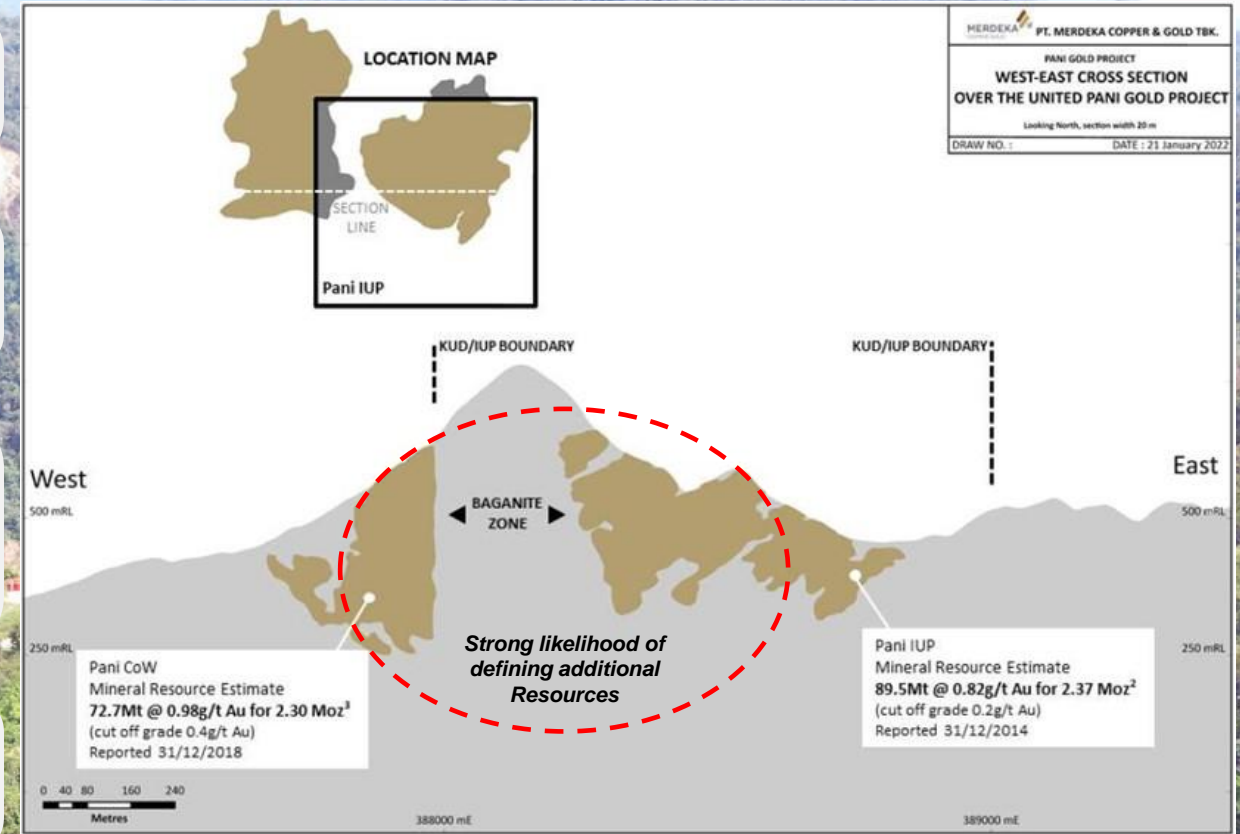 MERDEKA
COPPER GOLD
PT. MERDEKA COPPER & GOLD TBK.
PANI GOLD PROJECT
WEST-EAST CROSS SECTION
OVER THE UNITED PANI GOLD PROJECT
Looking North, section width 20 m
DRAW NO. : DATE : 21 January 2022
LOCATION MAP
SECTION
LINE
Pani IUP
KUD/IUP BOUNDARY
KUD/IUP BOUNDARY
West
East
500 mRL
500 mRL
BAGANITE
ZONE
250 mRL
250 mRL
Strong likelihood of
defining additional
Resources
Pani CoW
Mineral Resource Estimate
72.7Mt @ 0.98g/t Au for 2.30 Moz³
(cut off grade 0.4g/t Au)
Reported 31/12/2018
Pani IUP
Mineral Resource Estimate
89.5Mt @ 0.82g/t Au for 2.37 Moz²
(cut off grade 0.2g/t Au)
Reported 31/12/2014
0 40 80 160 240
Metres
388000 mE
389000 mE